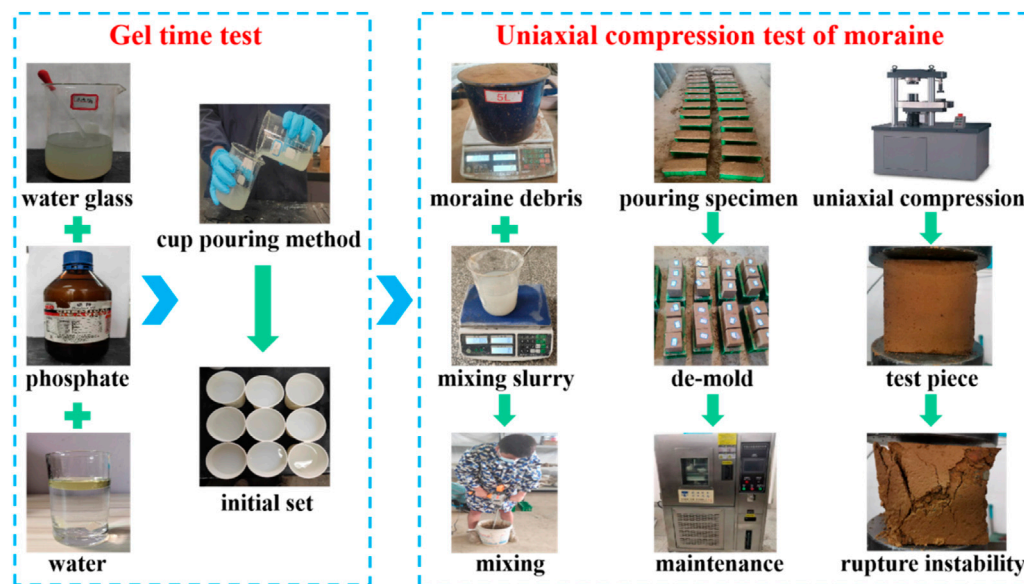 Gel time test
water glass
phosphate
water
cup pouring method
initial set
Uniaxial compression test of moraine
moraine debris
5L
mixing slurry
mixing
pouring specimen
de-mold
maintenance
uniaxial compression
test piece
rupture instability